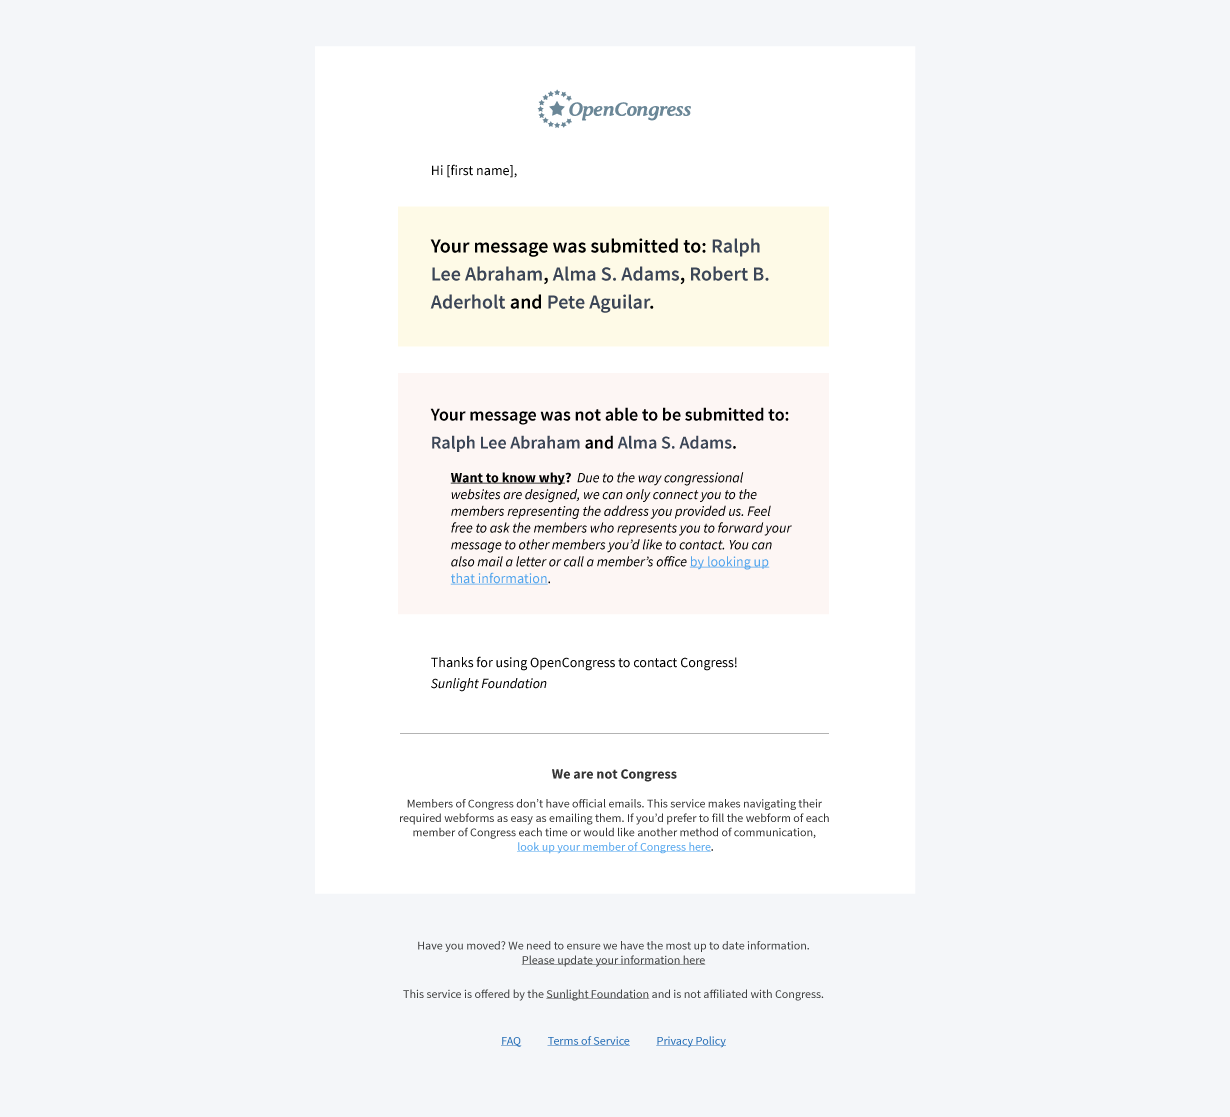 OpenCongress
Hi [first name],
Your message was submitted to: Ralph
Lee Abraham, Alma S. Adams, Robert B.
Aderholt and Pete Aguilar.
Your message was not able to be submitted to:
Ralph Lee Abraham and Alma S. Adams.
Want to know why? Due to the way congressional
websites are designed, we can only connect you to the
members representing the address you provided us. Feel
free to ask the members who represents you to forward your
message to other members you’d like to contact. You can
also mail a letter or call a member’s office by looking up
that information.
Thanks for using OpenCongress to contact Congress!
Sunlight Foundation
We are not Congress
Members of Congress don’t have official emails. This service makes navigating their
required webforms as easy as emailing them. If you’d prefer to fill the webform of each
member of Congress each time or would like another method of communication,
look up your member of Congress here.
Have you moved? We need to ensure we have the most up to date information.
Please update your information here
This service is offered by the Sunlight Foundation and is not affiliated with Congress.
FAQ Terms of Service Privacy Policy